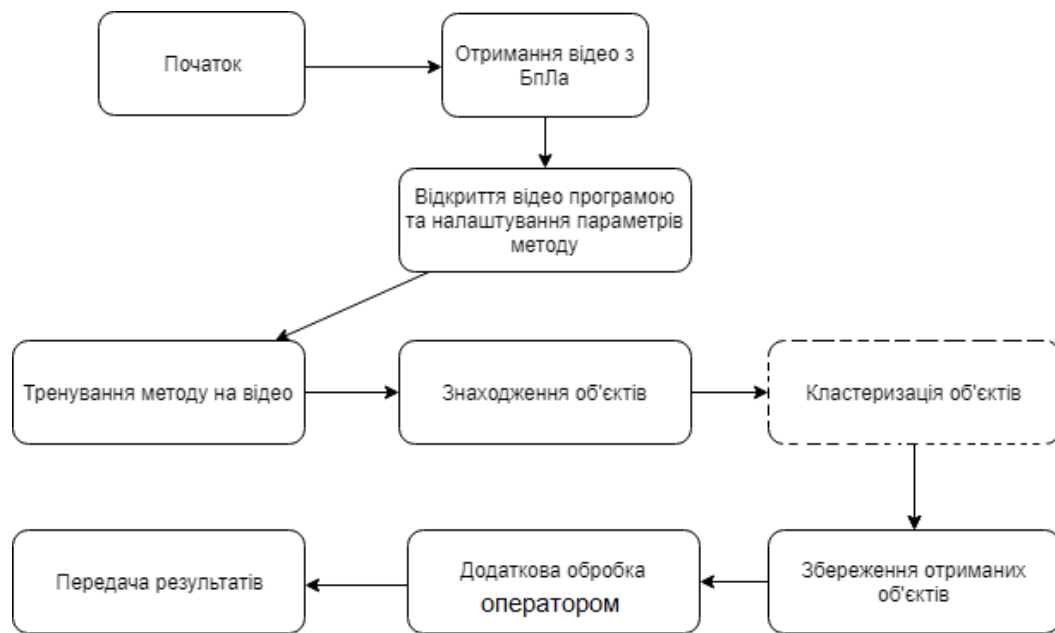 Початок
Отримання відео з
БпЛа
Відкриття відео програмою
та налаштування параметрів
методу
Тренування методу на відео
Знаходження об'єктів
Кластеризація об'єктів
Збереження отриманих
об'єктів
Додаткова обробка
оператором
Передача результатів